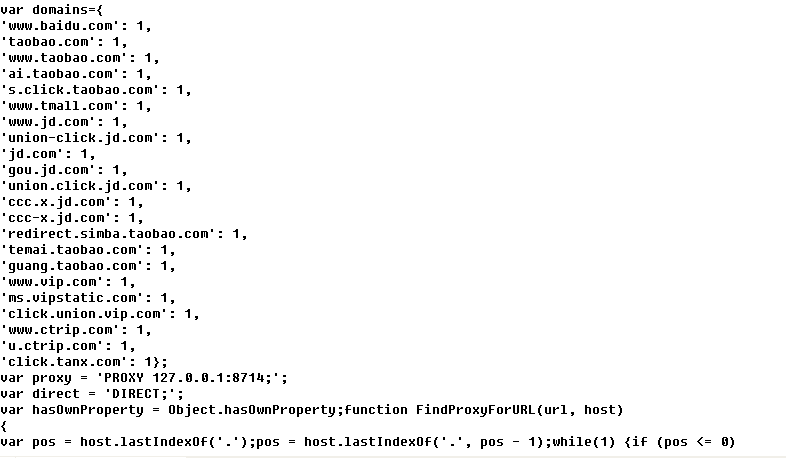 var domains={
'www.baidu.com': 1,
'taobao.com': 1,
'www.taobao.com': 1,
'ai.taobao.com': 1,
's.click.taobao.com': 1,
'www.tmall.com': 1,
'www.jd.com': 1,
'union-click.jd.com': 1,
'jd.com': 1,
'gou.jd.com': 1,
'union.click.jd.com': 1,
'ccc.x.jd.com': 1,
'ccc-x.jd.com': 1,
'redirect.simba.taobao.com': 1,
'temai.taobao.com': 1,
'guang.taobao.com': 1,
'www.vip.com': 1,
'ms.vipstatic.com': 1,
'click.union.vip.com': 1,
'www.ctrip.com': 1,
'u.ctrip.com': 1,
'click.tanx.com': 1};
var proxy = 'PROXY 127.0.0.1:8714;';
var direct = 'DIRECT;';
var hasOwnProperty = Object.hasOwnProperty;function FindProxyForURL(url, host)
{
var pos = host.lastIndexOf('.');pos = host.lastIndexOf('.', pos - 1);while(1) {if (pos <= 0)